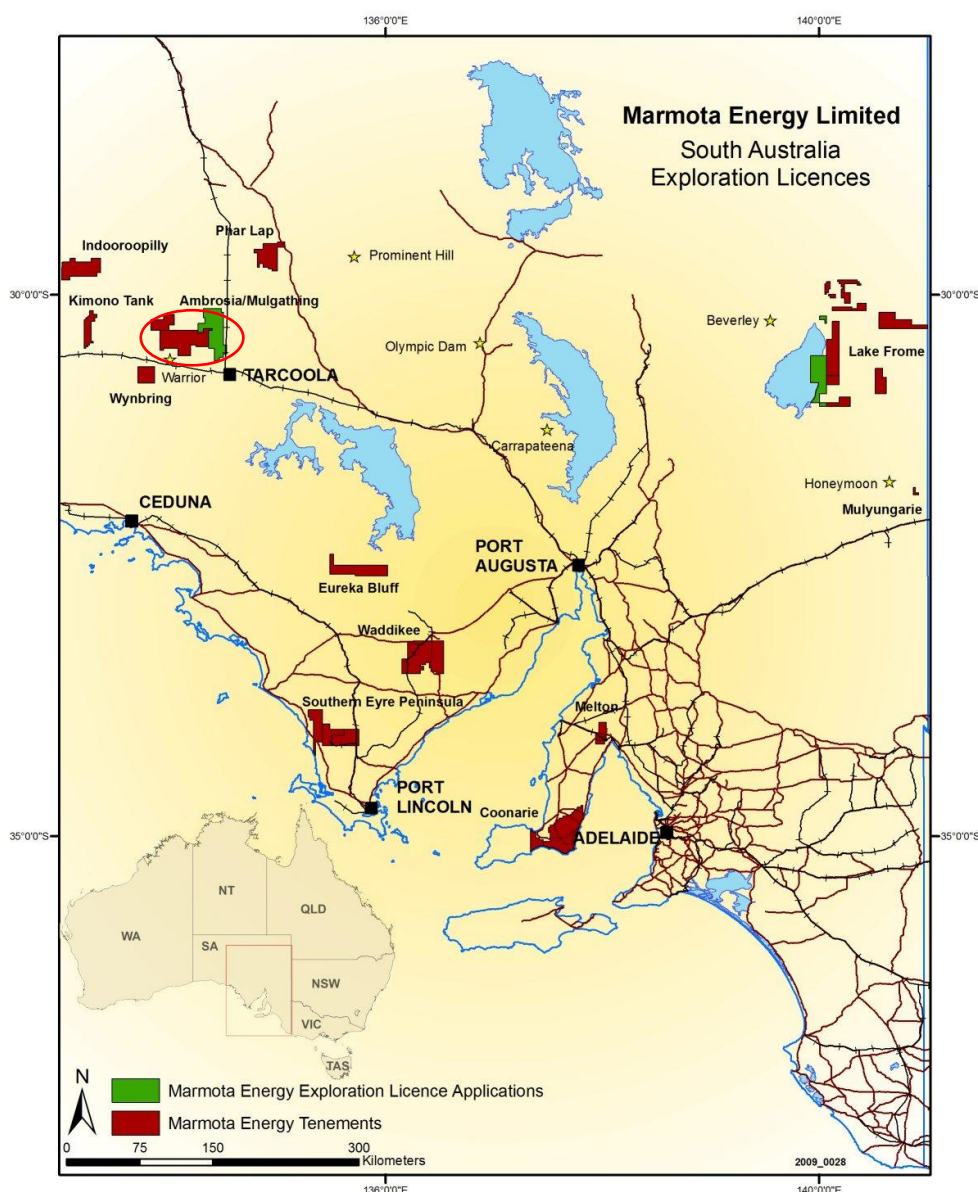 136°0'0"E
140°0'0"E
Marmota Energy Limited
South Australia
Exploration Licences
Phar Lap
Indooroopilly
Prominent Hill
30°0'0"S
30°0'0"S
Kimono Tank
Ambrosia/Mulgathing
Beverley
Olympic Dam
Lake Frome
Warrior
TARCOOLA
Wynbring
Carrapateena
Honeymoon
Mulyungarie
CEDUNA
PORT
AUGUSTA
Eureka Bluff
Waddikee
Southern Eyre Peninsula
Melton
PORT
LINCOLN
Coonarie
ADELAIDE
35°0'0"S
35°0'0"S
NT
QLD
WA
SA
NSW
VIC
TAS
N
Marmota Energy Exploration Licence Applications
Marmota Energy Tenements
0 75 150 300
Kilometers
2009_0028
136°0'0"E
140°0'0"E